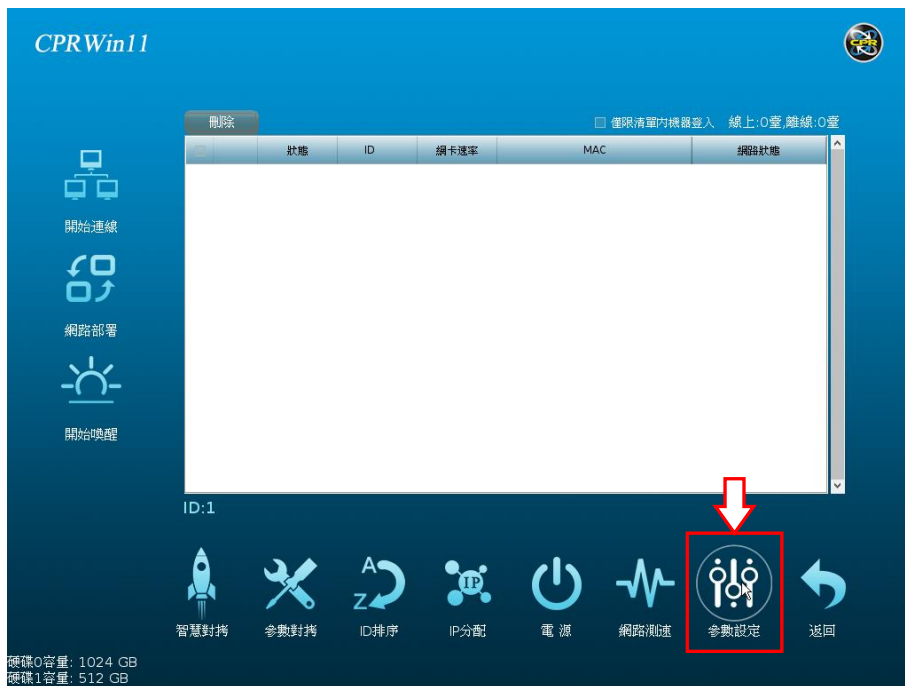 CPRWin11
CPR
刪除
僅限清單内機器登入 線上:0臺,離線:0臺
狀態 ID 網卡速率 MAC 網路狀態
開始連線
網路部署
開始喚醒
ID:1
A
Z
IP
智慧對拷 參數對拷 ID排序 IP分配 電 源 網路測速 參數設定 返回
硬碟0容量: 1024 GB
硬碟1容量: 512 GB